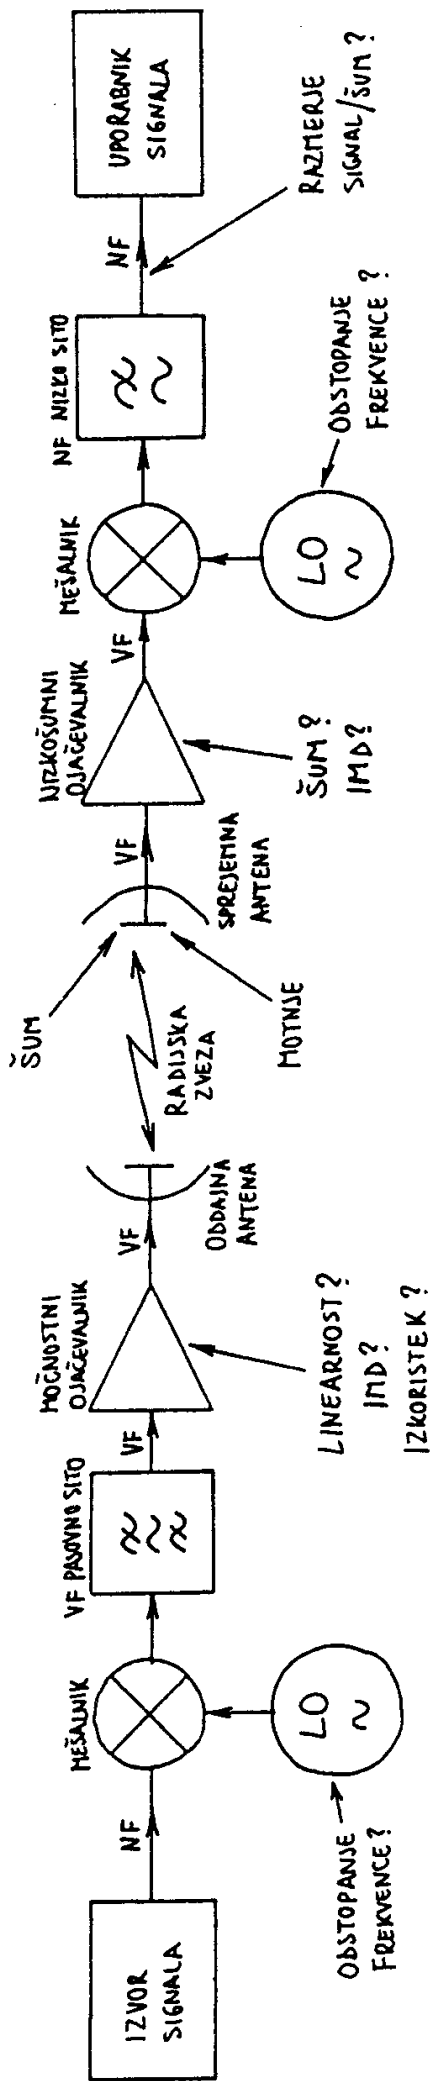 IZVOR
SIGNALA
NF
MEŠALNIK
LO
ODSTOPANJE
FREKVENCE?
VF PASOVNO SITO
VF
MOČNOSTNI
OJAČEVALNIK
LINEARNOST?
IMD?
IZKORISTEK?
VF
ODDAJNA
ANTENA
RADIJSKA
ZVEZA
ŠUM
MOTNJE
SPREJEMNA
ANTENA
VF
NIZKOŠUMNI
OJAČEVALNIK
ŠUM?
IMD?
VF
MEŠALNIK
LO
ODSTOPANJE
FREKVENCE?
NF NIZKO SITO
NF
RAZMERJE
SIGNAL/ŠUM?
UPORABNIK
SIGNALA